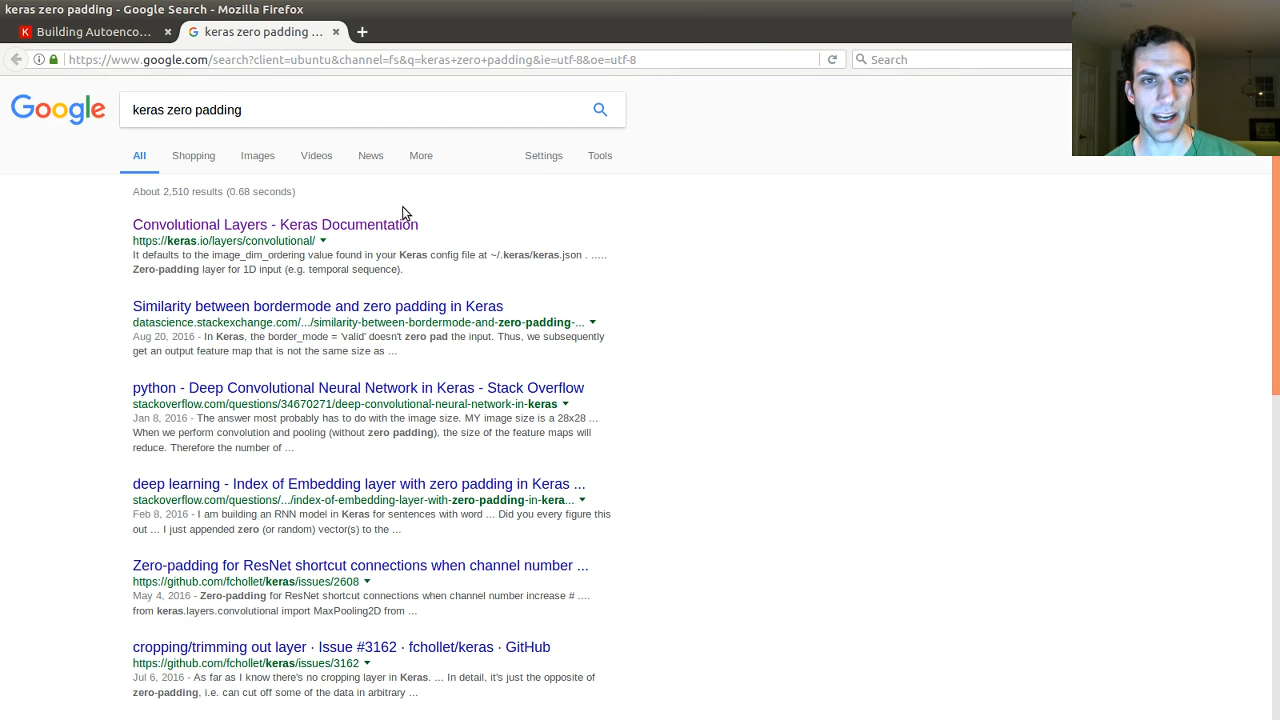 keras zero padding - Google Search - Mozilla Firefox
Building Autoenco... × keras zero padding ... ×
https://www.google.com/search?client=ubuntu&channel=fs&q=keras+zero+padding&ie=utf-8&oe=utf-8 Search
Google keras zero padding
All Shopping Images Videos News More Settings Tools
About 2,510 results (0.68 seconds)
Convolutional Layers - Keras Documentation
https://keras.io/layers/convolutional/
It defaults to the image_dim_ordering value found in your Keras config file at ~/.keras/keras.json . .....
Zero-padding layer for 1D input (e.g. temporal sequence).
Similarity between bordermode and zero padding in Keras
datascience.stackexchange.com/.../similarity-between-bordermode-and-zero-padding-...
Aug 20, 2016 - In Keras, the border_mode = 'valid' doesn't zero pad the input. Thus, we subsequently
get an output feature map that is not the same size as ...
python - Deep Convolutional Neural Network in Keras - Stack Overflow
stackoverflow.com/questions/34670271/deep-convolutional-neural-network-in-keras
Jan 8, 2016 - The answer most probably has to do with the image size. MY image size is a 28x28 ...
When we perform convolution and pooling (without zero padding), the size of the feature maps will
reduce. Therefore the number of ...
deep learning - Index of Embedding layer with zero padding in Keras ...
stackoverflow.com/questions/.../index-of-embedding-layer-with-zero-padding-in-kera...
Feb 8, 2016 - I am building an RNN model in Keras for sentences with word ... Did you every figure this
out ... I just appended zero (or random) vector(s) to the ...
Zero-padding for ResNet shortcut connections when channel number ...
https://github.com/fchollet/keras/issues/2608
May 4, 2016 - Zero-padding for ResNet shortcut connections when channel number increase # ....
from keras.layers.convolutional import MaxPooling2D from ...
cropping/trimming out layer · Issue #3162 · fchollet/keras · GitHub
https://github.com/fchollet/keras/issues/3162
Jul 6, 2016 - As far as I know there's no cropping layer in Keras. ... In detail, it's just the opposite of
zero-padding, i.e. can cut off some of the data in arbitrary ...